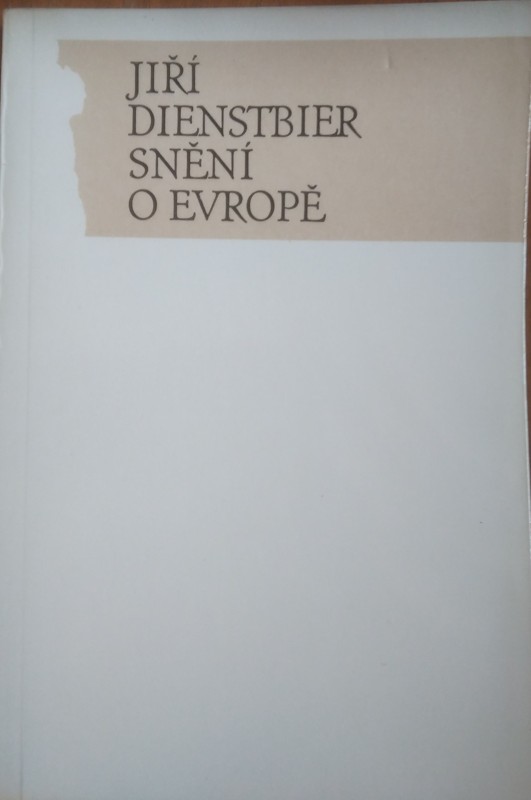 JIŘÍ
DIENSTBIER
SNĚNÍ
O EVROPĚ